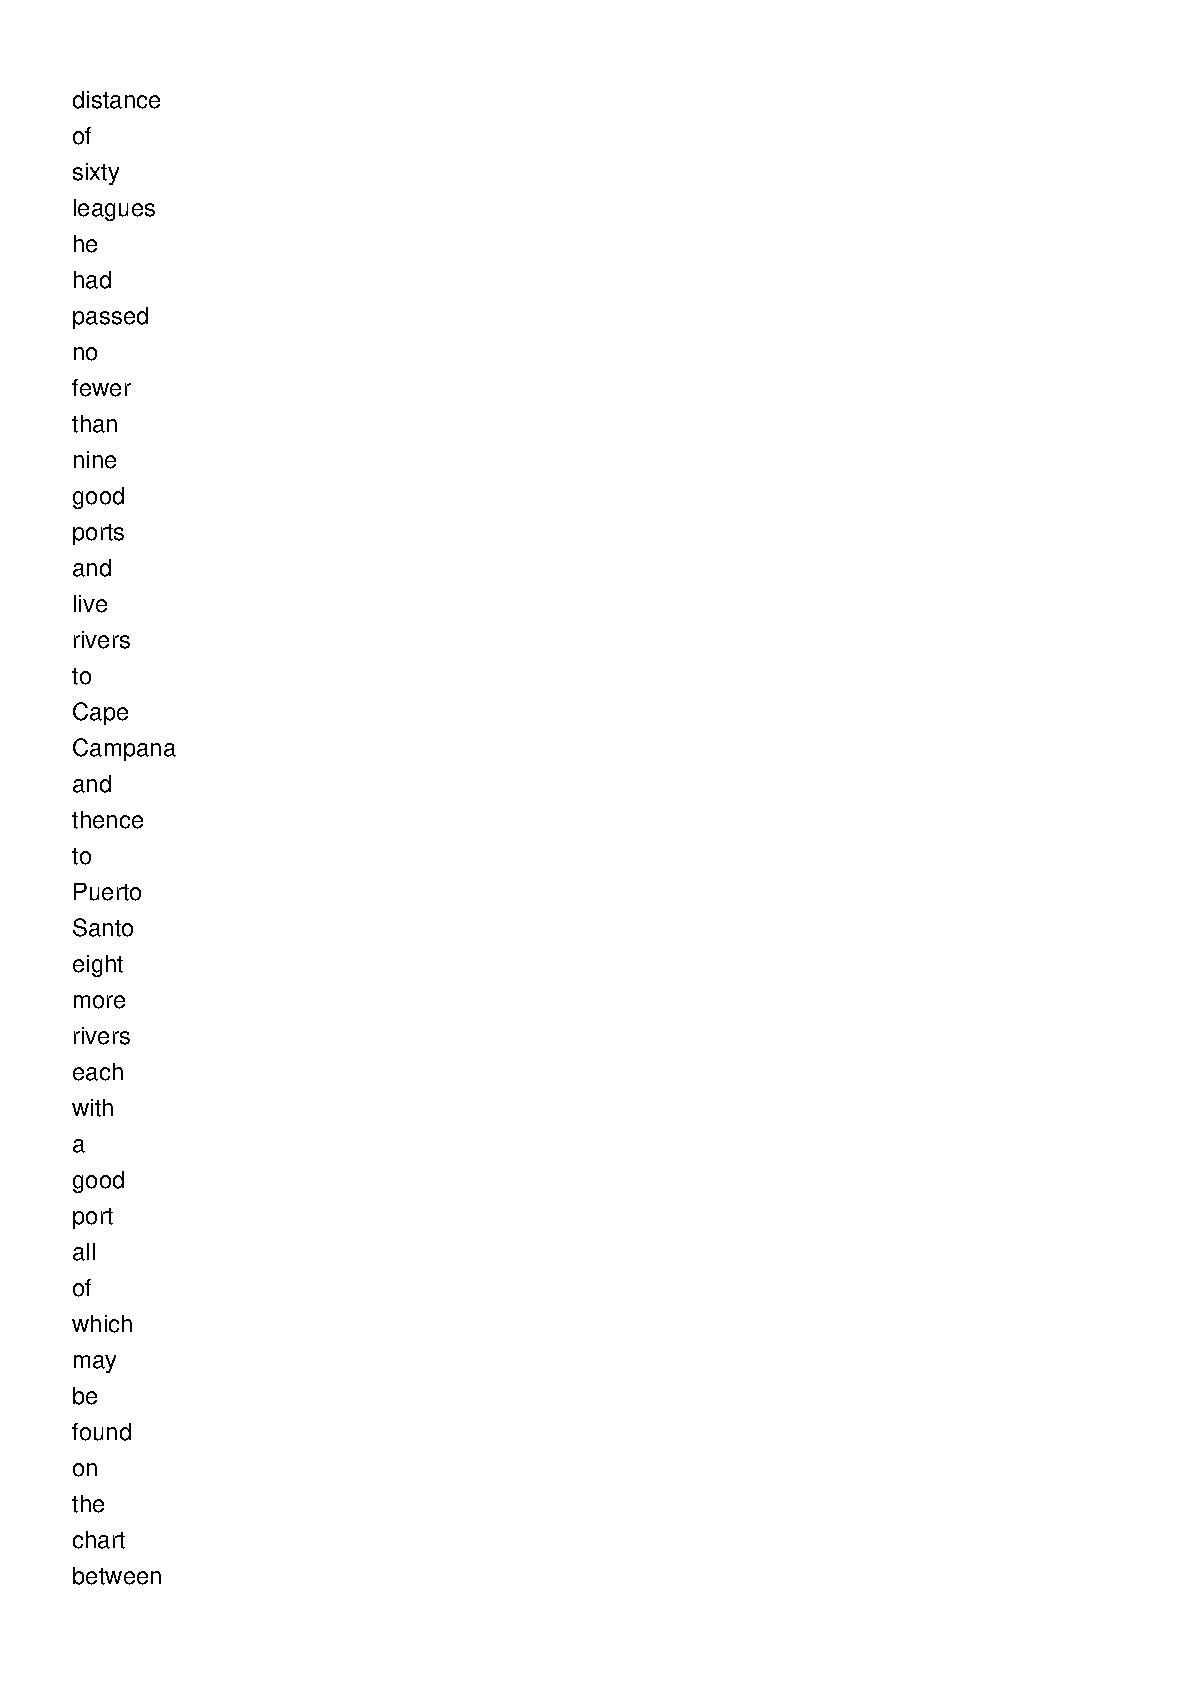 distance
of
sixty
leagues
he
had
passed
no
fewer
than
nine
good
ports
and
live
rivers
to
Cape
Campana
and
thence
to
Puerto
Santo
eight
more
rivers
each
with
a
good
port
all
of
which
may
be
found
on
the
chart
between